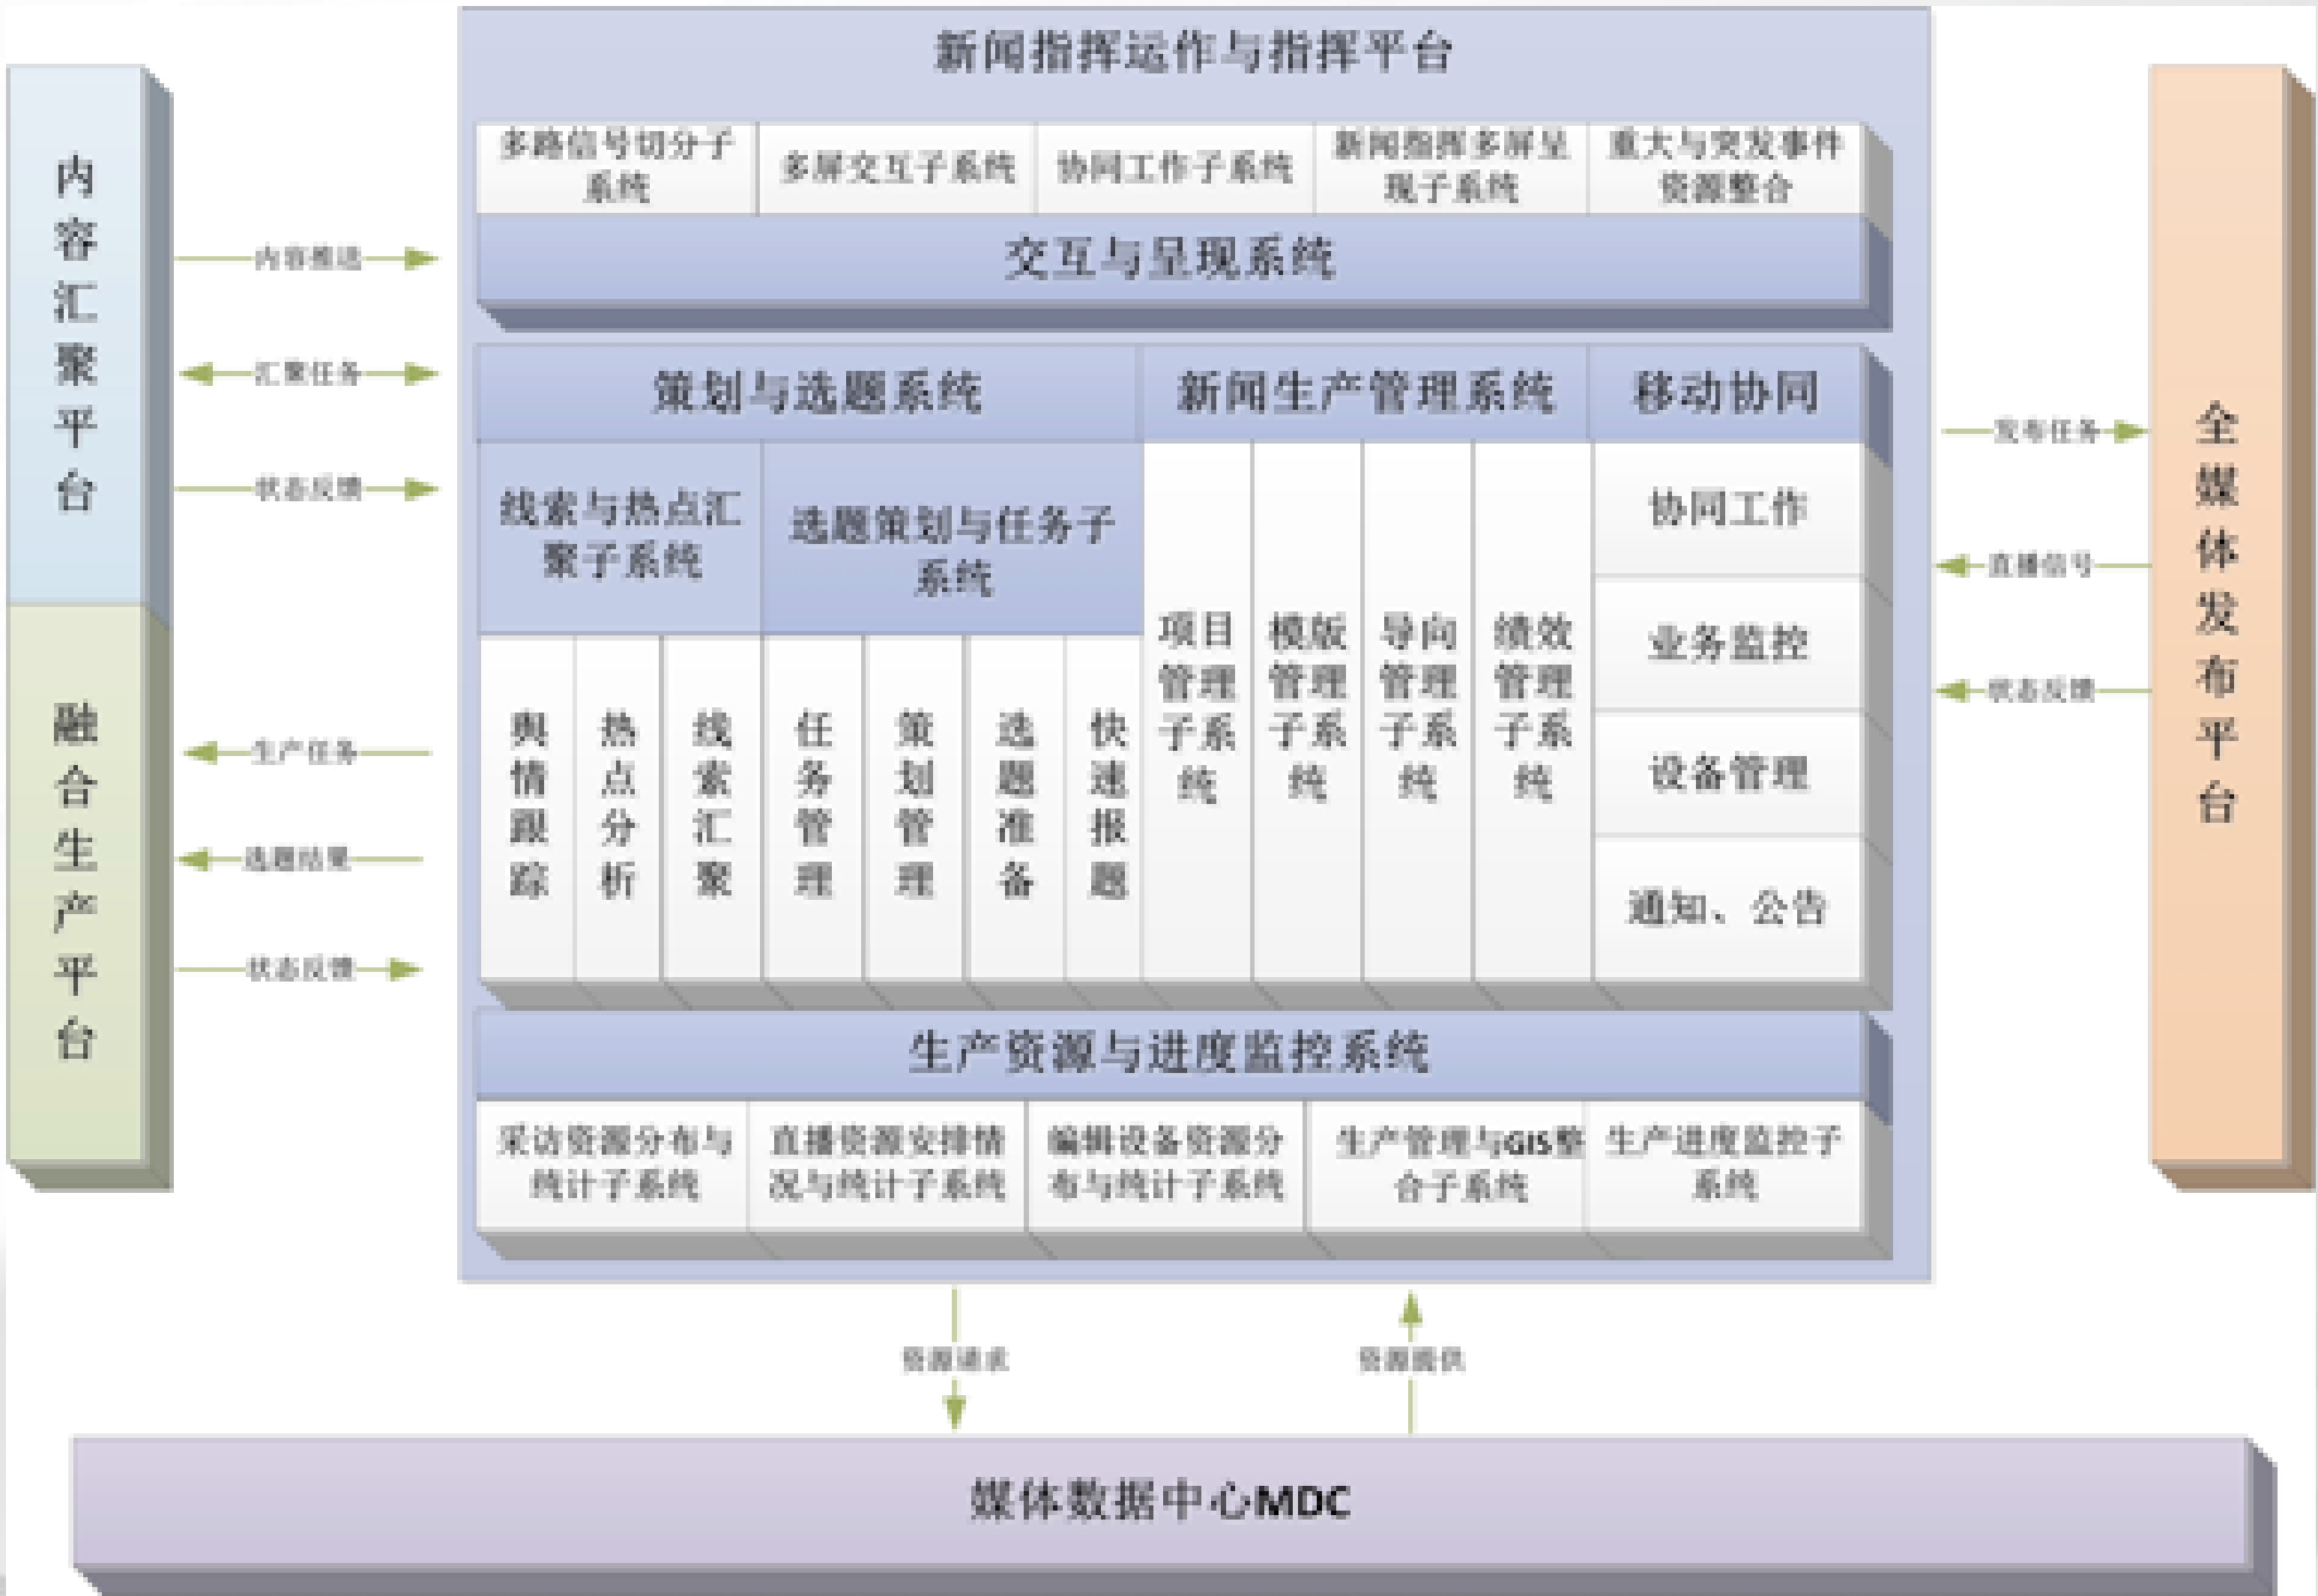 新闻指挥运作与指挥平台
多路信号切分子
系统
多屏交互子系统
协同工作子系统
新闻指挥多屏呈
现子系统
重大与突发事件
资源整合
交互与呈现系统
内容汇聚平台
融合生产平台
内容推送
汇聚任务
状态反馈
生产任务
选题结果
状态反馈
策划与选题系统
新闻生产管理系统
移动协同
线索与热点汇
聚子系统
选题策划与任务子
系统
舆情跟踪
热点分析
线索汇聚
任务管理
策划管理
选题准备
快速报题
项目
管理
子系
统
模版
管理
子系
统
导向
管理
子系
统
绩效
管理
子系
统
协同工作
业务监控
设备管理
通知、公告
发布任务
直播信号
状态反馈
全媒体发布平台
生产资源与进度监控系统
采访资源分布与
统计子系统
直播资源安排情
况与统计子系统
编辑设备资源分
布与统计子系统
生产管理与GIS整
合子系统
生产进度监控子
系统
资源请求
资源提供
媒体数据中心MDC